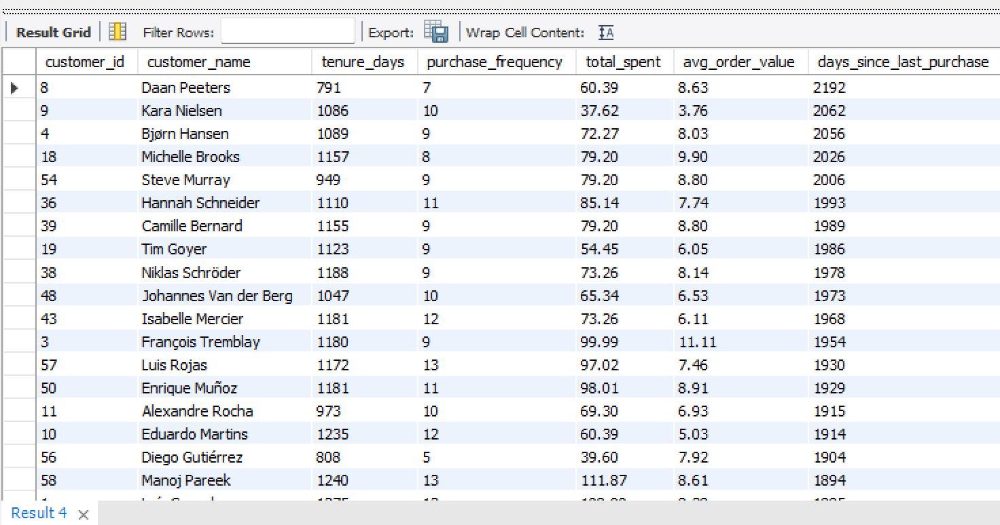 Result Grid Filter Rows: Export: Wrap Cell Content: IA
customer_id customer_name tenure_days purchase_frequency total_spent avg_order_value days_since_last_purchase
8 Daan Peeters 791 7 60.39 8.63 2192
9 Kara Nielsen 1086 10 37.62 3.76 2062
4 Bjørn Hansen 1089 9 72.27 8.03 2056
18 Michelle Brooks 1157 8 79.20 9.90 2026
54 Steve Murray 949 9 79.20 8.80 2006
36 Hannah Schneider 1110 11 85.14 7.74 1993
39 Camille Bernard 1155 9 79.20 8.80 1989
19 Tim Goyer 1123 9 54.45 6.05 1986
38 Niklas Schröder 1188 9 73.26 8.14 1978
48 Johannes Van der Berg 1047 10 65.34 6.53 1973
43 Isabelle Mercier 1181 12 73.26 6.11 1968
3 François Tremblay 1180 9 99.99 11.11 1954
57 Luis Rojas 1172 13 97.02 7.46 1930
50 Enrique Muñoz 1181 11 98.01 8.91 1929
11 Alexandre Rocha 973 10 69.30 6.93 1915
10 Eduardo Martins 1235 12 60.39 5.03 1914
56 Diego Gutiérrez 808 5 39.60 7.92 1904
58 Manoj Pareek 1240 13 111.87 8.61 1894
Result 4